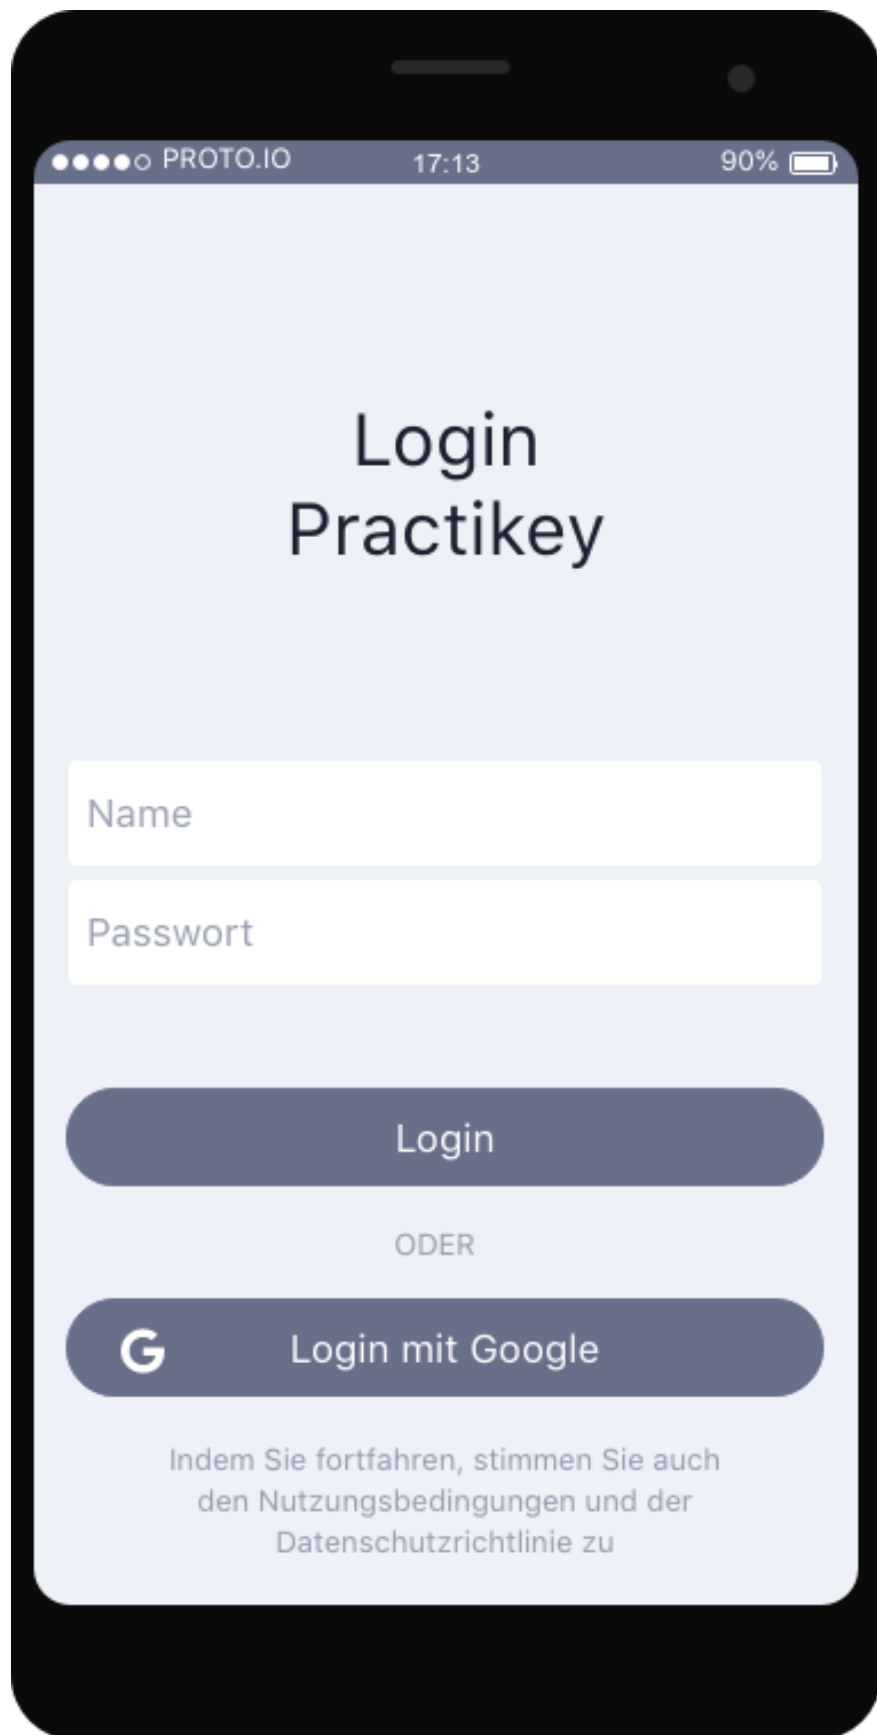 PROTO.IO 17:13 90%
Login
Practikey
Name
Passwort
Login
ODER
G Login mit Google
Indem Sie fortfahren, stimmen Sie auch
den Nutzungsbedingungen und der
Datenschutzrichtlinie zu